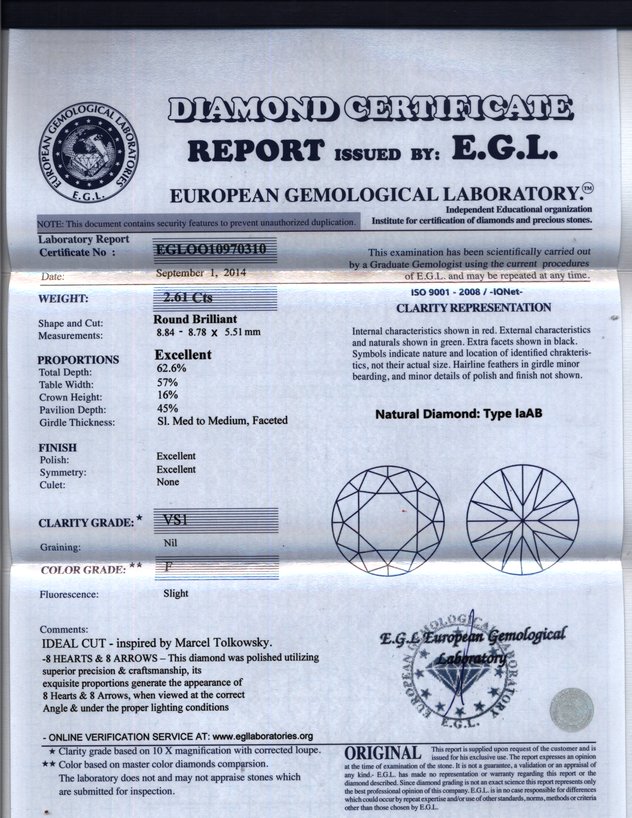 EUROPEAN GEMOLOGICAL LABORATORIES
E.G.L.
DIAMOND CERTIFICATE
REPORT ISSUED BY: E.G.L.
EUROPEAN GEMOLOGICAL LABORATORY.™
Independent Educational organization
Institute for certification of diamonds and precious stones.
NOTE: This document contains security features to prevent unauthorized duplication.
Laboratory Report
Certificate No : EGLOO10970310
Date: September 1, 2014
WEIGHT: 2.61 Cts
Shape and Cut: Round Brilliant
Measurements: 8.84 - 8.78 x 5.51 mm
PROPORTIONS Excellent
Total Depth: 62.6%
Table Width: 57%
Crown Height: 16%
Pavilion Depth: 45%
Girdle Thickness: Sl. Med to Medium, Faceted
FINISH
Polish: Excellent
Symmetry: Excellent
Culet: None
CLARITY GRADE: * VS1
Graining: Nil
COLOR GRADE: ** F
Fluorescence: Slight
Comments:
IDEAL CUT - inspired by Marcel Tolkowsky.
-8 HEARTS & 8 ARROWS – This diamond was polished utilizing
superior precision & craftsmanship, its
exquisite proportions generate the appearance of
8 Hearts & 8 Arrows, when viewed at the correct
Angle & under the proper lighting conditions
- ONLINE VERIFICATION SERVICE AT: www.egllaboratories.org
★ Clarity grade based on 10 X magnification with corrected loupe.
★★ Color based on master color diamonds comparsion.
The laboratory does not and may not appraise stones which
are submitted for inspection.
This examination has been scientifically carried out
by a Graduate Gemologist using the current procedures
of E.G.L. and may be repeated at any time.
ISO 9001 - 2008 / -IQNet-
CLARITY REPRESENTATION
Internal characteristics shown in red. External characteristics
and naturals shown in green. Extra facets shown in black.
Symbols indicate nature and location of identified chrakteris-
tics, not their actual size. Hairline feathers in girdle minor
bearding, and minor details of polish and finish not shown.
Natural Diamond: Type IaAB
E.G.L European Gemological
Laboratory
EUROPEAN GEMOLOGICAL LABORATORIES
E.G.L.
ORIGINAL This report is supplied upon request of the customer and is
issued for his exclusive use. The report expresses an opinion
at the time of examination of the stone. It is not a guarantee, a validation or an appraisal of
any kind.- E.G.L. has made no representation or warranty regarding this report or the
diamond described. Since diamond grading is not an exact science this report represents only
the best professional opinion of this company. E.G.L. is in no case responsible for differences
which could occur by repeat expertise and/or use of other standards, norms, methods or criteria
other than those chosen by E.G.L.